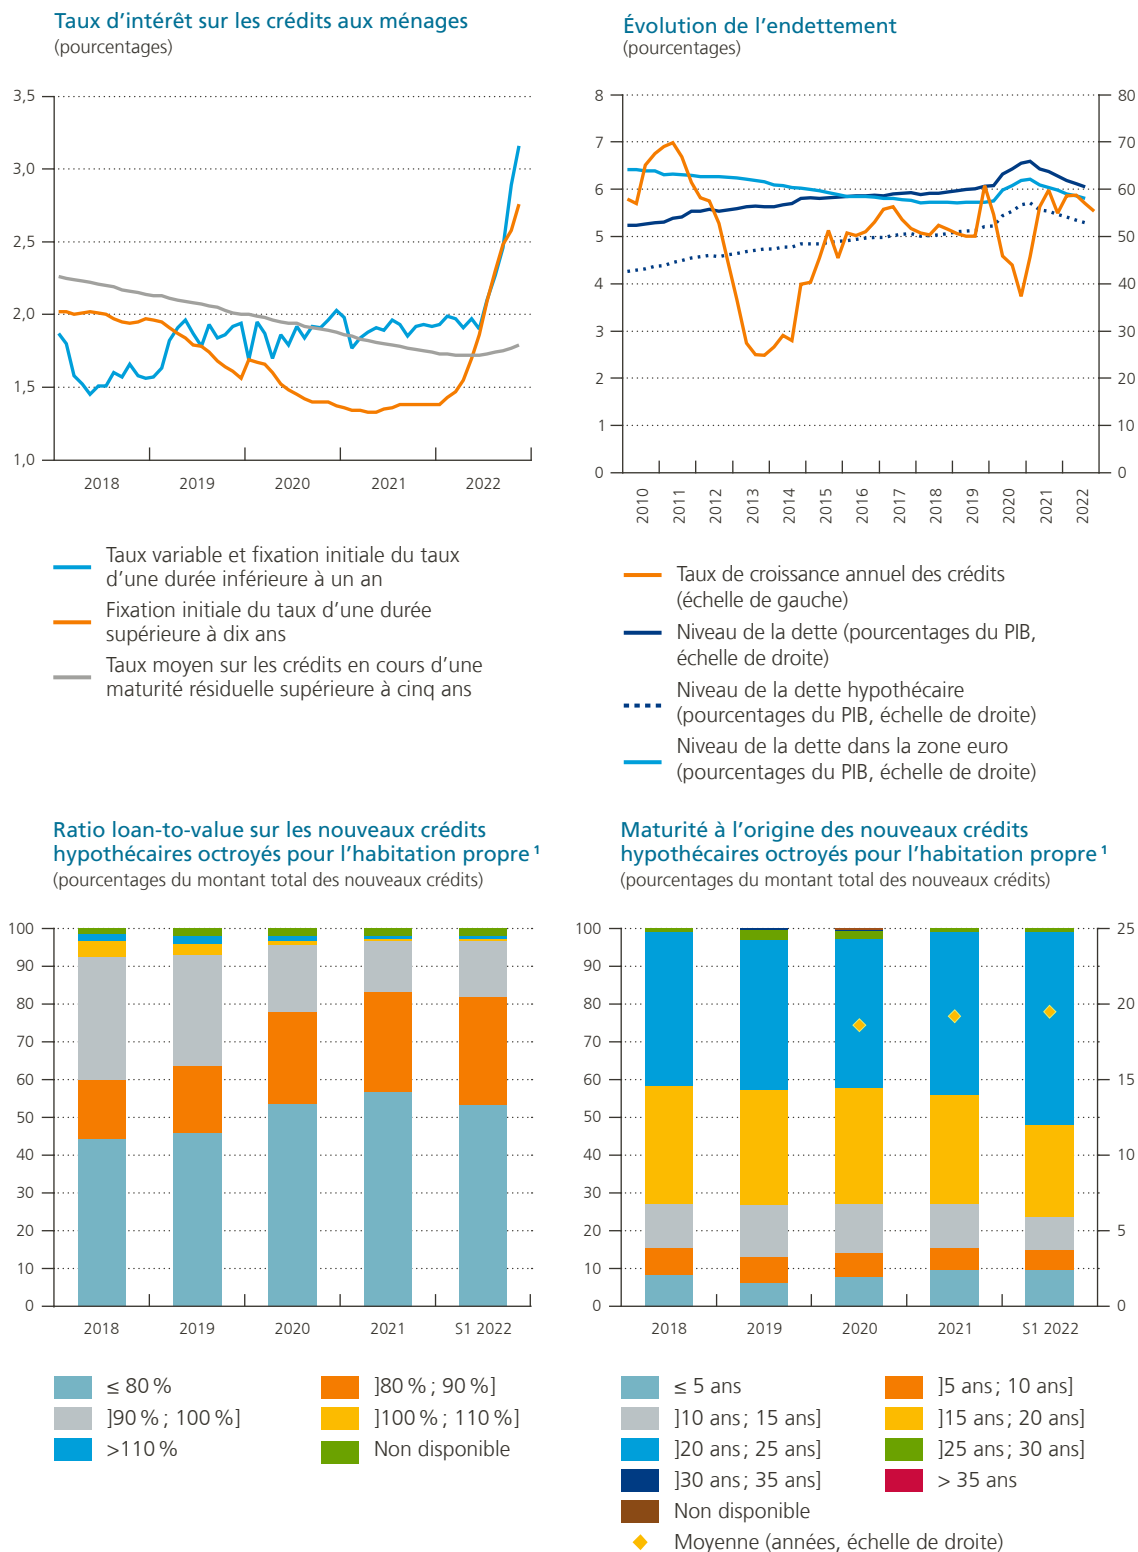 Taux d’intérêt sur les crédits aux ménages
(pourcentages)
3,5
3,0
2,5
2,0
1,5
1,0
2018
2019
2020
2021
2022
Taux variable et fixation initiale du taux
d’une durée inférieure à un an
Fixation initiale du taux d’une durée
supérieure à dix ans
Taux moyen sur les crédits en cours d’une
maturité résiduelle supérieure à cinq ans
Évolution de l’endettement
(pourcentages)
8
7
6
5
4
3
2
1
0
80
70
60
50
40
30
20
10
0
2010
2011
2012
2013
2014
2015
2016
2017
2018
2019
2020
2021
2022
Taux de croissance annuel des crédits
(échelle de gauche)
Niveau de la dette (pourcentages du PIB,
échelle de droite)
Niveau de la dette hypothécaire
(pourcentages du PIB, échelle de droite)
Niveau de la dette dans la zone euro
(pourcentages du PIB, échelle de droite)
Ratio loan-to-value sur les nouveaux crédits
hypothécaires octroyés pour l’habitation propre ¹
(pourcentages du montant total des nouveaux crédits)
100
90
80
70
60
50
40
30
20
10
0
2018
2019
2020
2021
S1 2022
≤ 80 %
]80 % ; 90 %]
]90 % ; 100 %]
]100 % ; 110 %]
>110 %
Non disponible
Maturité à l’origine des nouveaux crédits
hypothécaires octroyés pour l’habitation propre ¹
(pourcentages du montant total des nouveaux crédits)
100
90
80
70
60
50
40
30
20
10
0
25
20
15
10
5
0
2018
2019
2020
2021
S1 2022
≤ 5 ans
]5 ans ; 10 ans]
]10 ans ; 15 ans]
]15 ans ; 20 ans]
]20 ans ; 25 ans]
]25 ans ; 30 ans]
]30 ans ; 35 ans]
> 35 ans
Non disponible
Moyenne (années, échelle de droite)